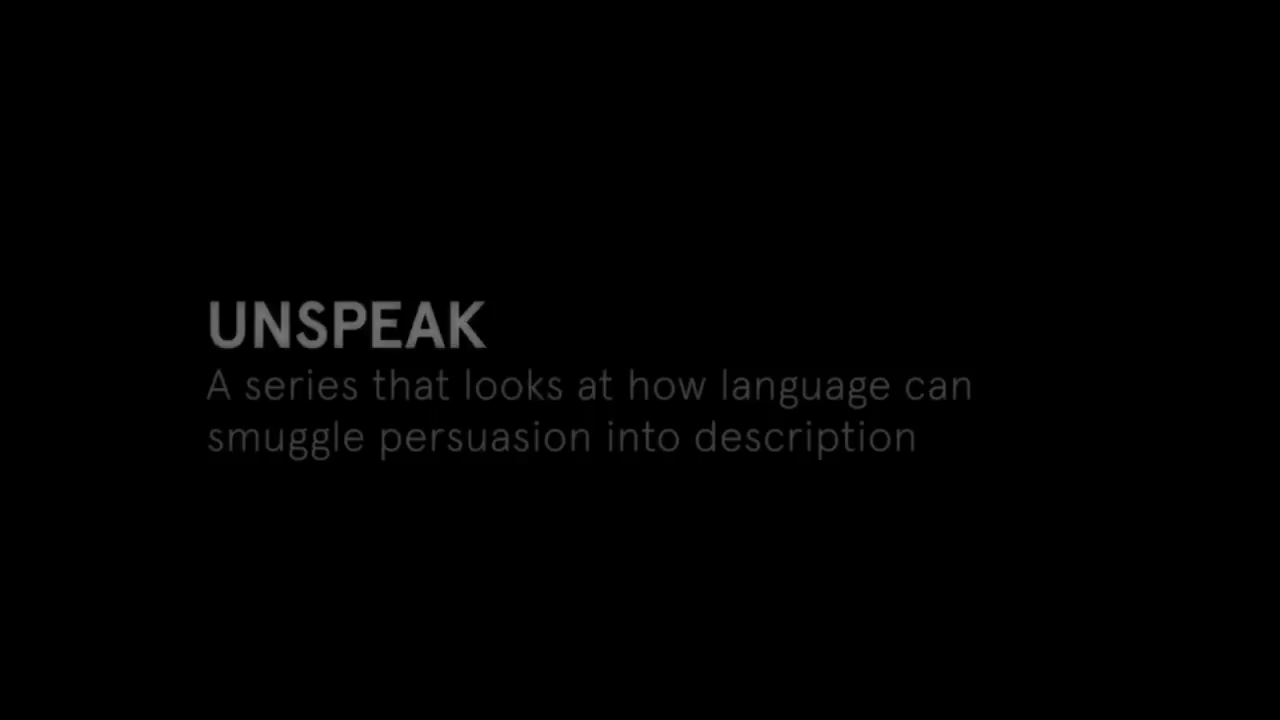 UNSPEAK
A series that looks at how language can
smuggle persuasion into description